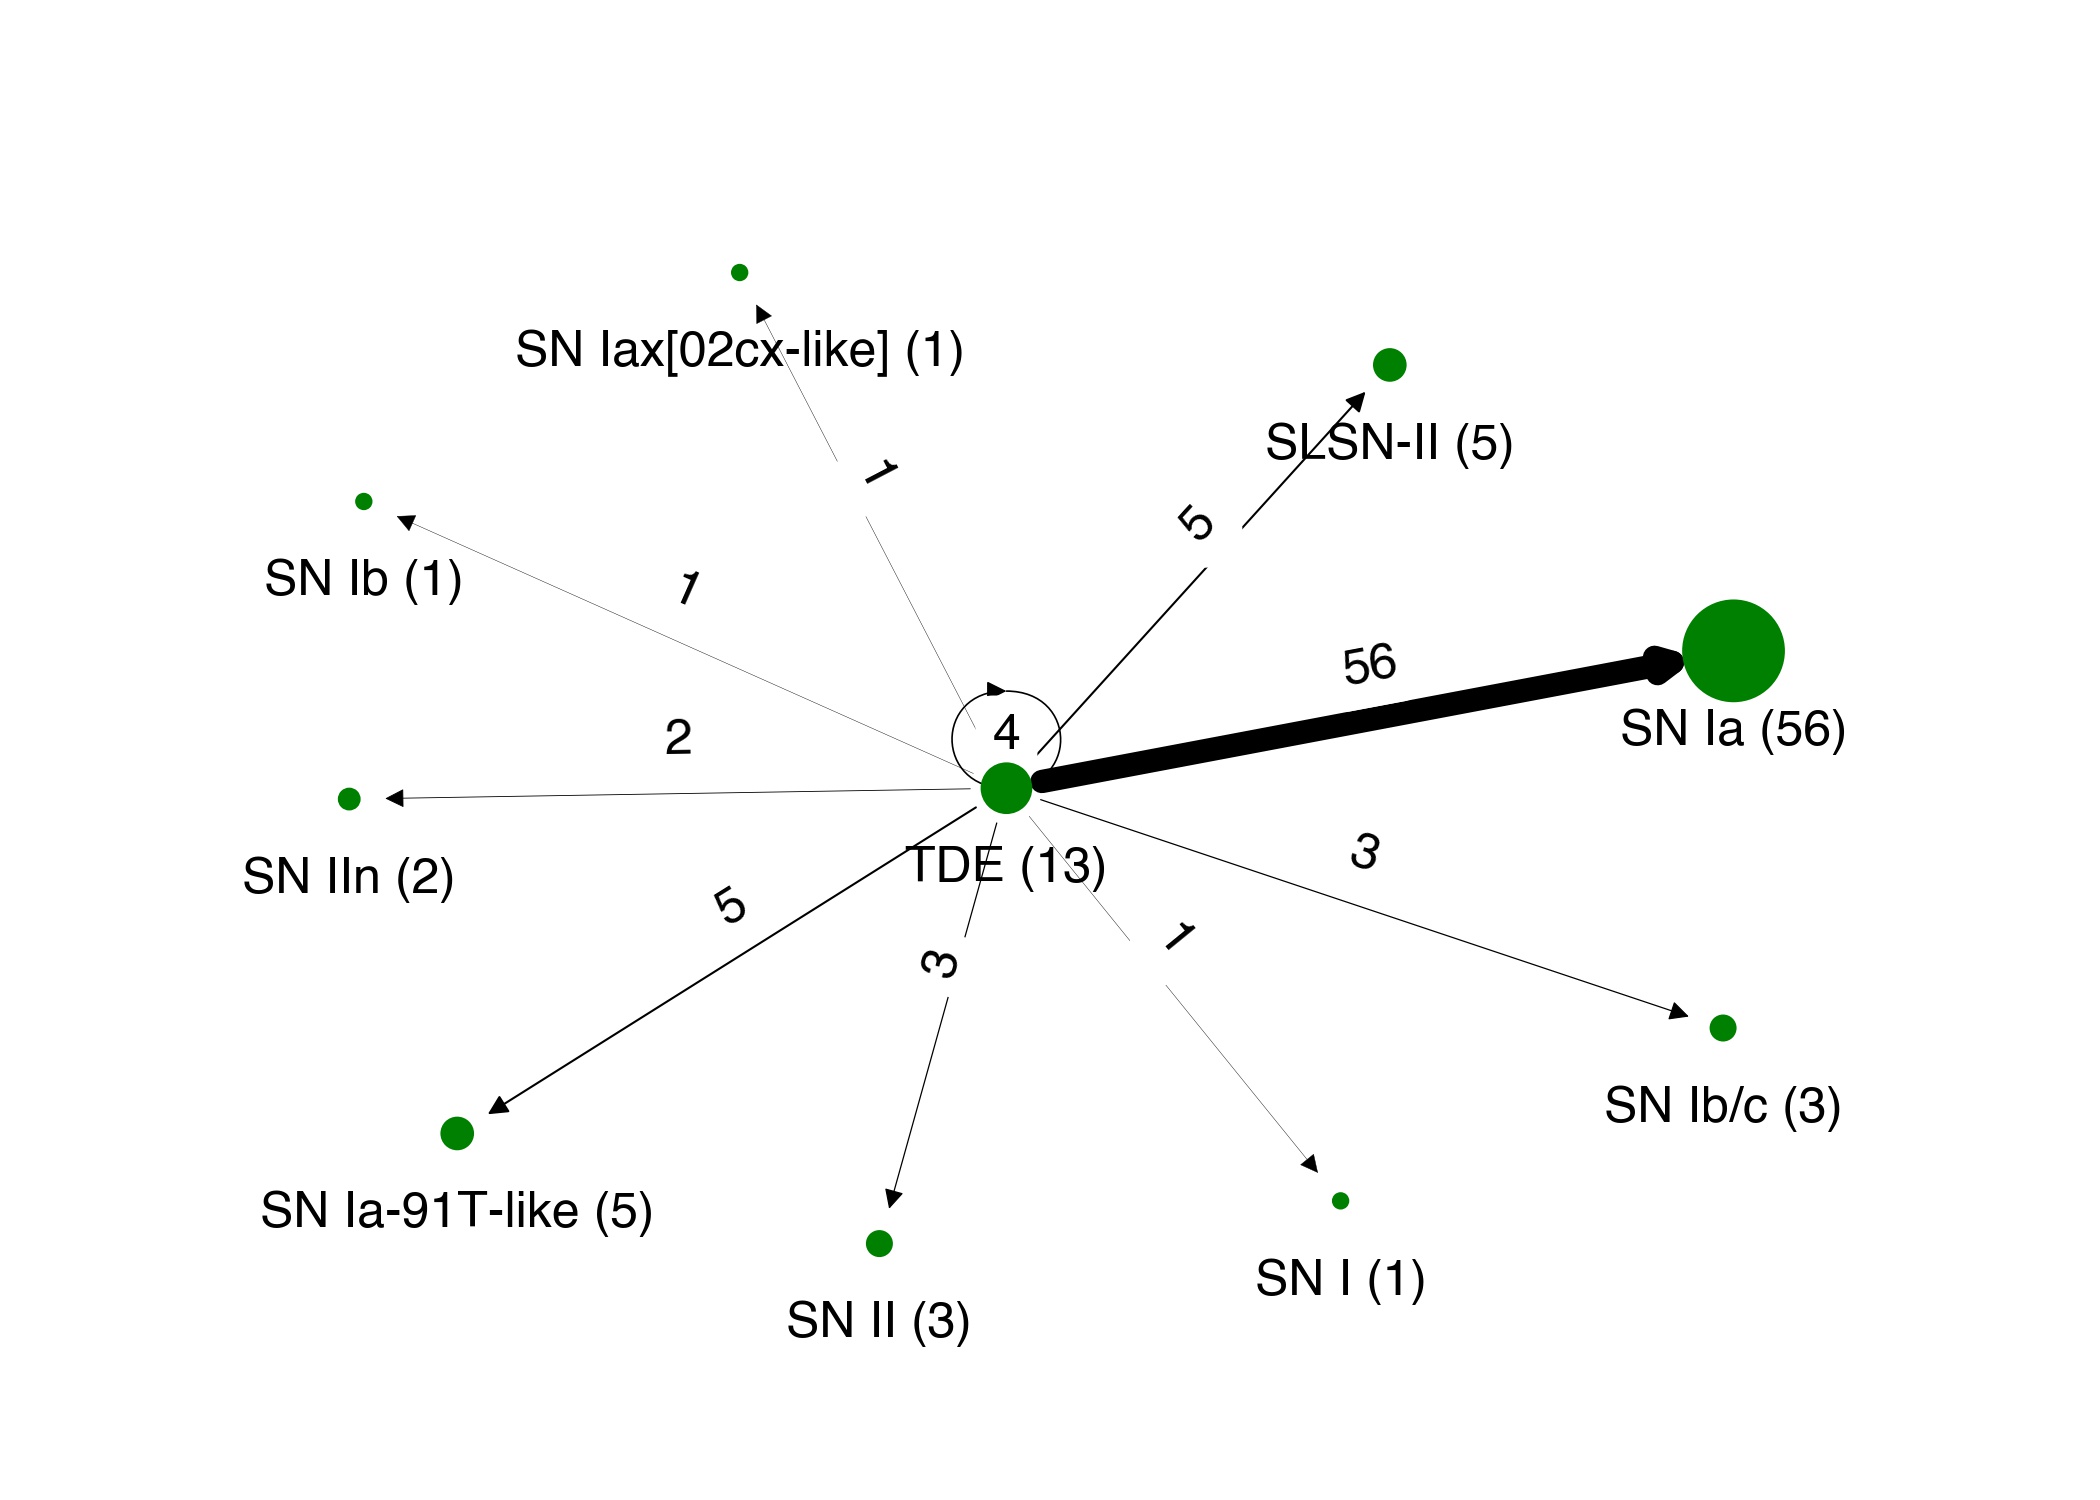 SN Iax[02cx-like] (1)
SLSN-II (5)
1
5
SN Ib (1)
1
56
SN Ia (56)
2
4
3
SN IIn (2)
TDE (13)
5
3
1
SN Ib/c (3)
SN Ia-91T-like (5)
SN I (1)
SN II (3)